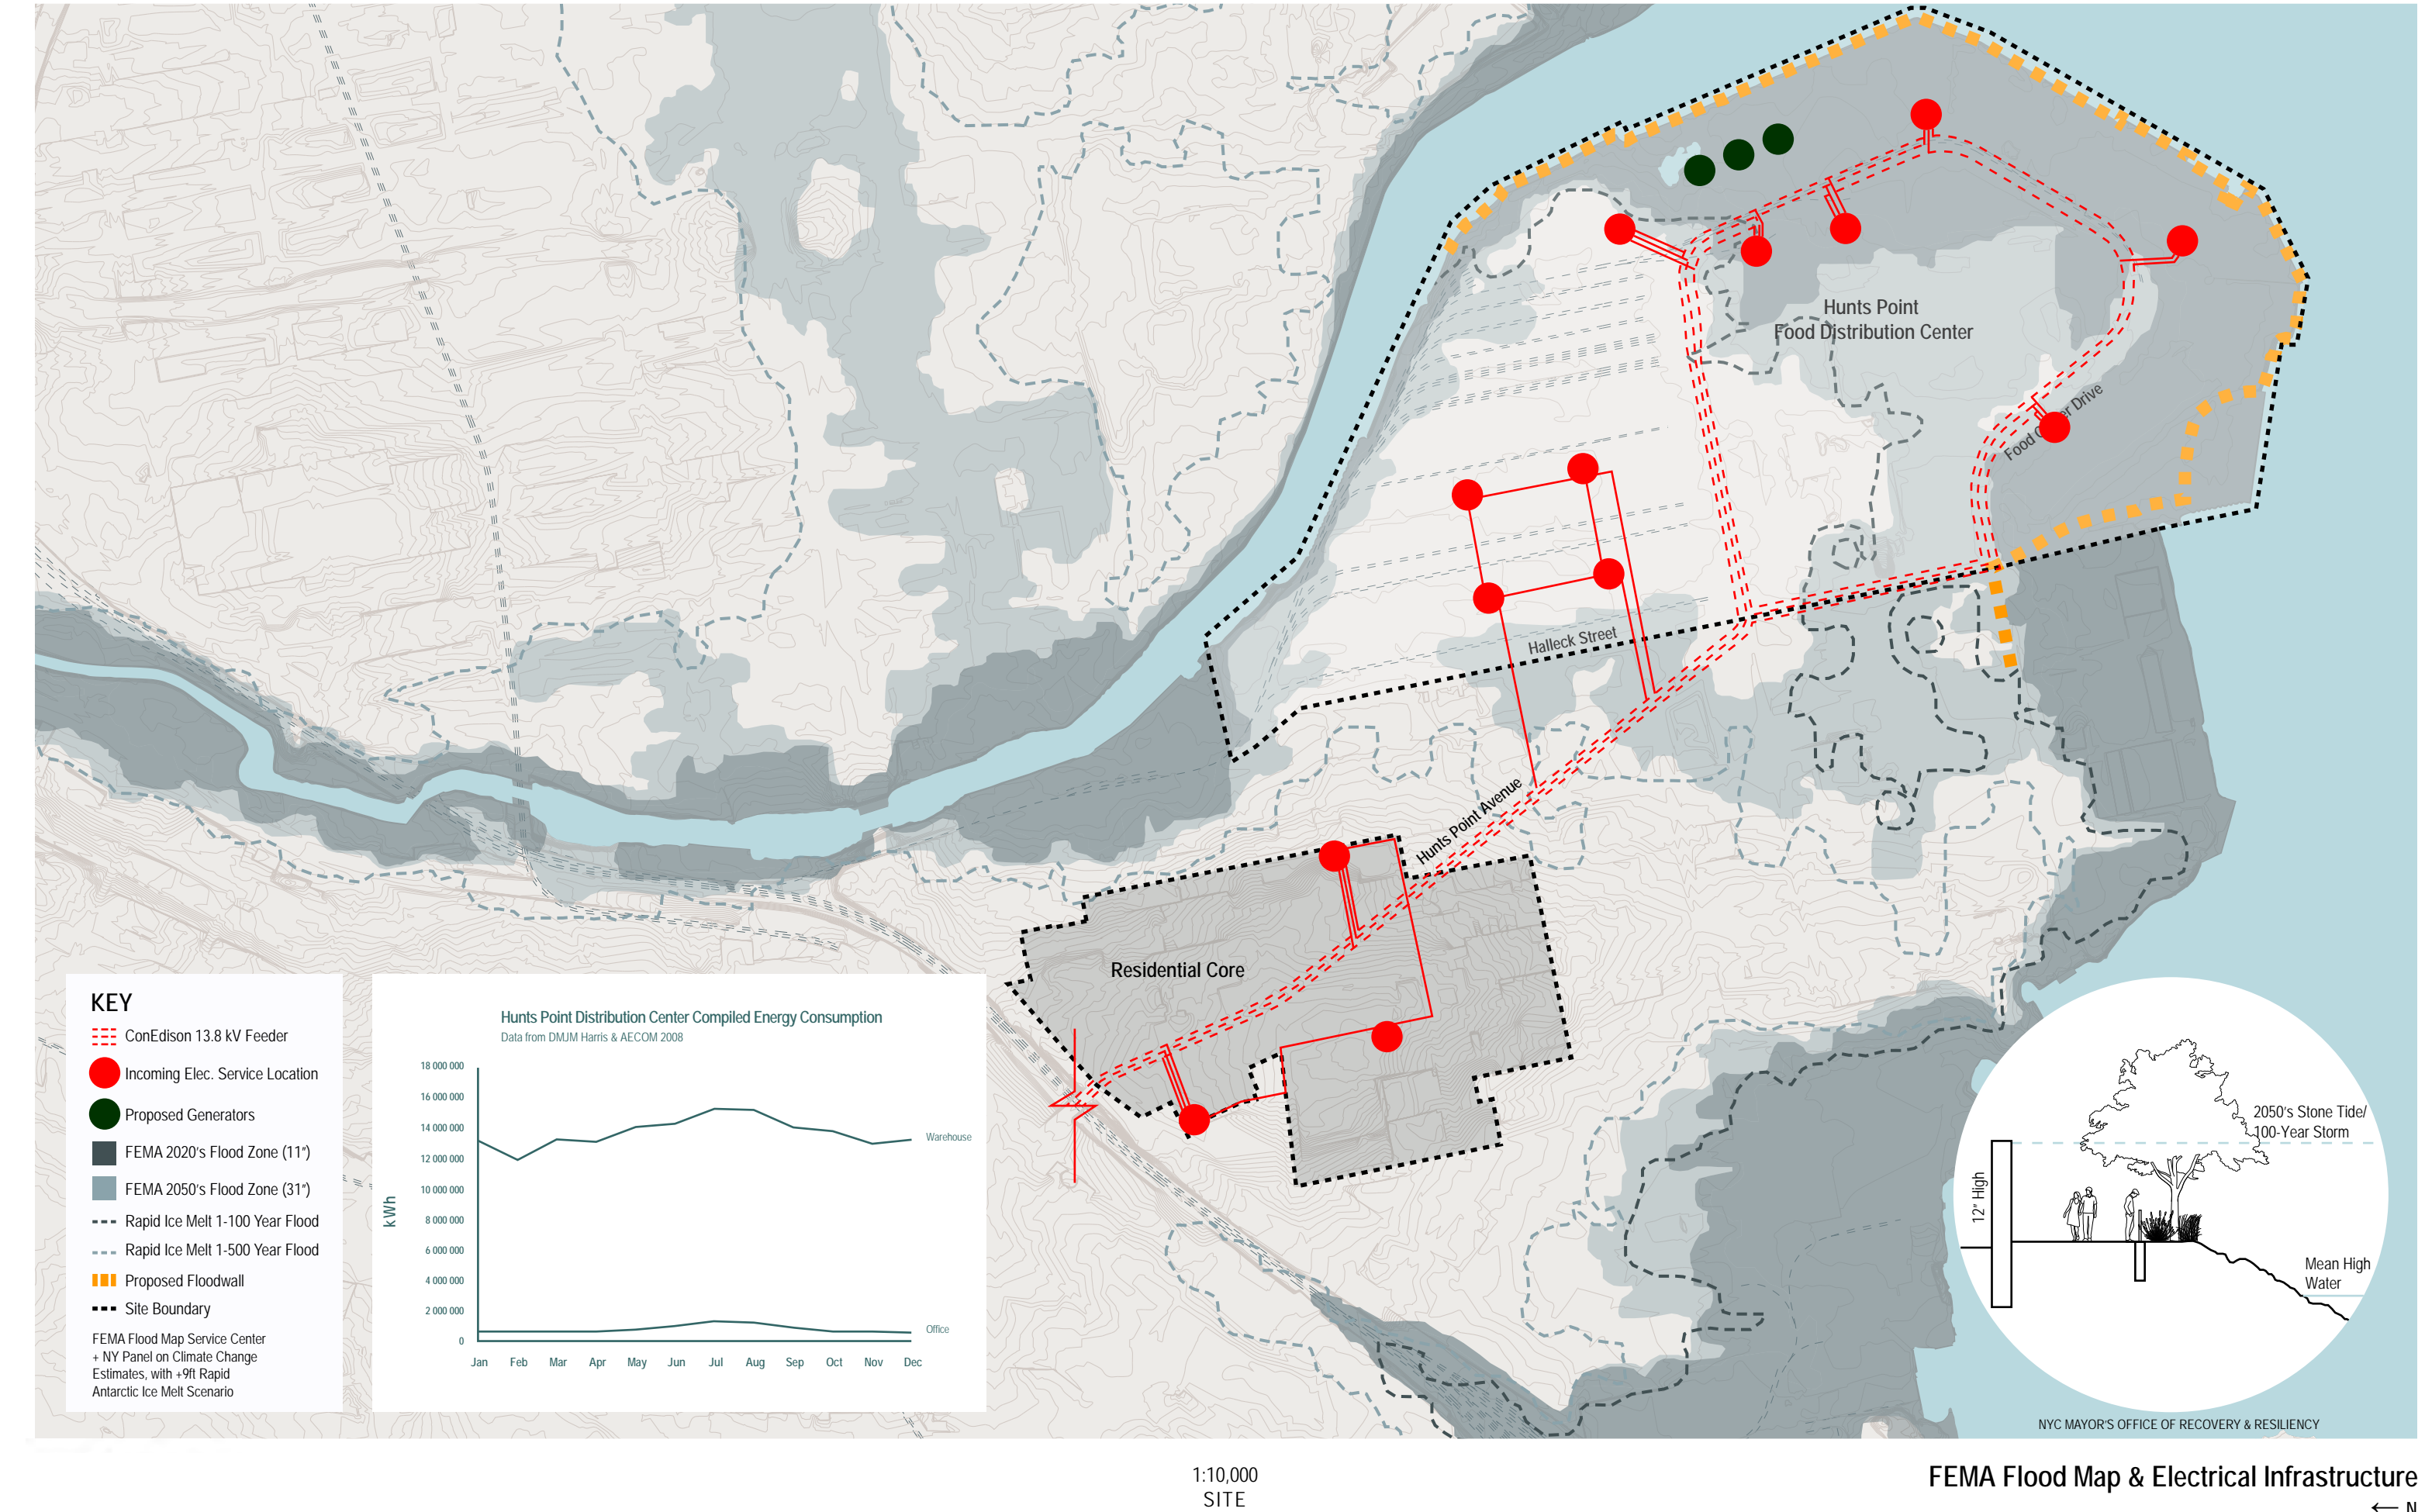 Hunts Point
Food Distribution Center
Food Center Drive
Halleck Street
Hunts Point Avenue
Residential Core
KEY
ConEdison 13.8 kV Feeder
Incoming Elec. Service Location
Proposed Generators
FEMA 2020's Flood Zone (11")
FEMA 2050's Flood Zone (31")
Rapid Ice Melt 1-100 Year Flood
Rapid Ice Melt 1-500 Year Flood
Proposed Floodwall
Site Boundary
FEMA Flood Map Service Center
+ NY Panel on Climate Change
Estimates, with +9ft Rapid
Antarctic Ice Melt Scenario
Hunts Point Distribution Center Compiled Energy Consumption
Data from DMJM Harris & AECOM 2008
18 000 000
16 000 000
14 000 000
12 000 000
10 000 000
8 000 000
6 000 000
4 000 000
2 000 000
0
kWh
Warehouse
Office
Jan Feb Mar Apr May Jun Jul Aug Sep Oct Nov Dec
2050's Stone Tide/
100-Year Storm
12" High
Mean High
Water
NYC MAYOR'S OFFICE OF RECOVERY & RESILIENCY
1:10,000
SITE
FEMA Flood Map & Electrical Infrastructure
← N